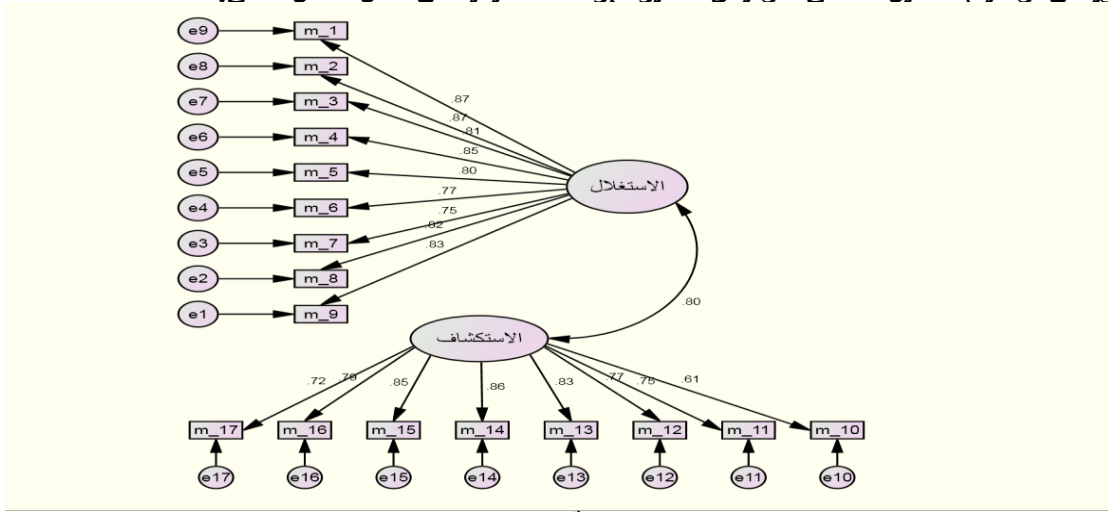 e9 m_1
e8 m_2
e7 m_3
e6 m_4
e5 m_5
e4 m_6
e3 m_7
e2 m_8
e1 m_9
.87
.87
.81
.85
.80
.77
.75
.82
.83
الاستغلال
.80
الاستكشاف
.72 .79 .85 .86 .83 .77 .75 .61
m_17 m_16 m_15 m_14 m_13 m_12 m_11 m_10
e17 e16 e15 e14 e13 e12 e11 e10